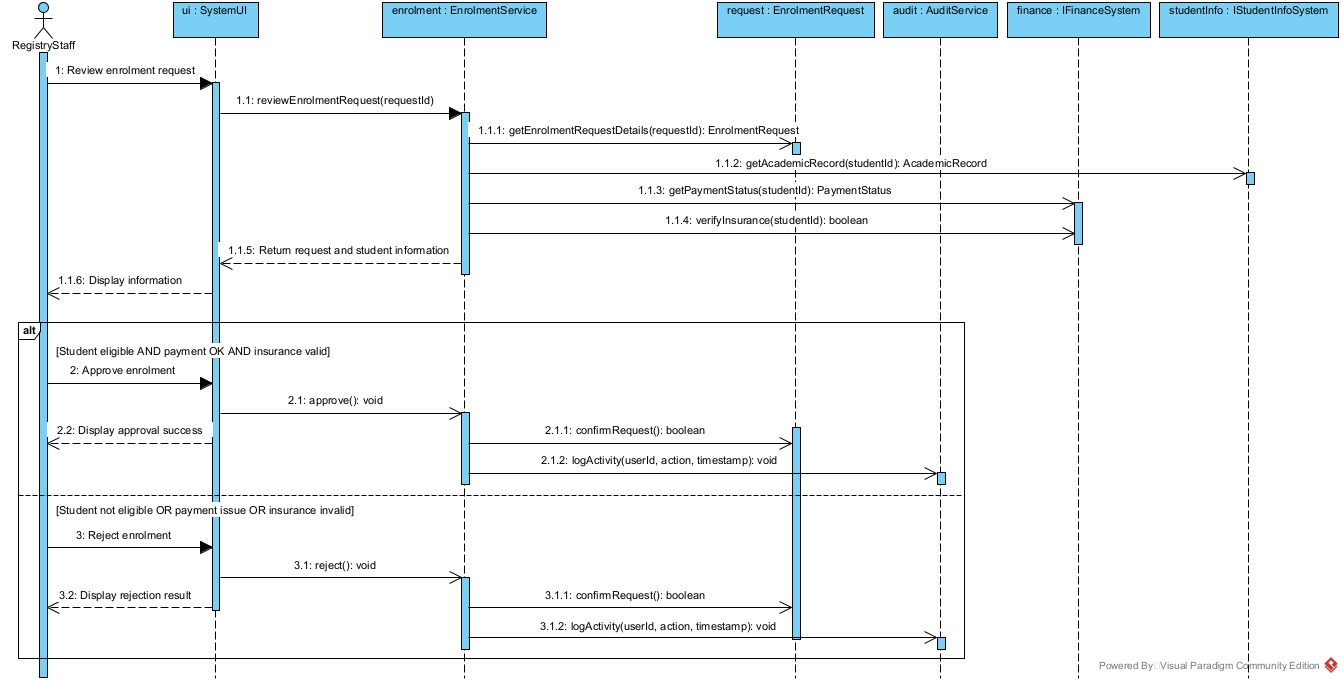 ui : SystemUI
enrolment : EnrolmentService
request : EnrolmentRequest
audit : AuditService
finance : IFinanceSystem
studentInfo : IStudentInfoSystem
RegistryStaff
1: Review enrolment request
1.1: reviewEnrolmentRequest(requestId)
1.1.1: getEnrolmentRequestDetails(requestId): EnrolmentRequest
1.1.2: getAcademicRecord(studentId): AcademicRecord
1.1.3: getPaymentStatus(studentId): PaymentStatus
1.1.4: verifyInsurance(studentId): boolean
1.1.5: Return request and student information
1.1.6: Display information
alt
[Student eligible AND payment OK AND insurance valid]
2: Approve enrolment
2.1: approve(): void
2.2: Display approval success
2.1.1: confirmRequest(): boolean
2.1.2: logActivity(userId, action, timestamp): void
[Student not eligible OR payment issue OR insurance invalid]
3: Reject enrolment
3.1: reject(): void
3.2: Display rejection result
3.1.1: confirmRequest(): boolean
3.1.2: logActivity(userId, action, timestamp): void
Powered By Visual Paradigm Community Edition